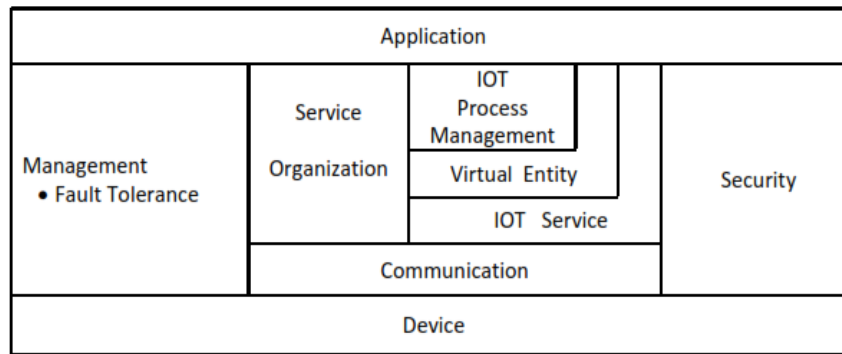 Application
Management
• Fault Tolerance
Service
Organization
IOT
Process
Management
Virtual Entity
IOT Service
Security
Communication
Device